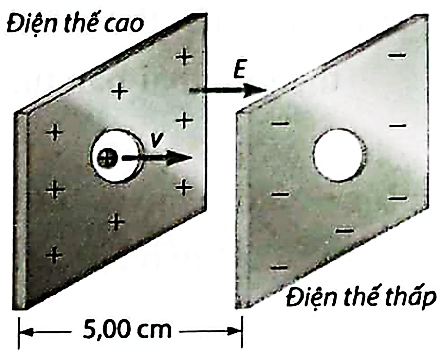 Điện thế cao
E
v
Điện thế thấp
5,00 cm